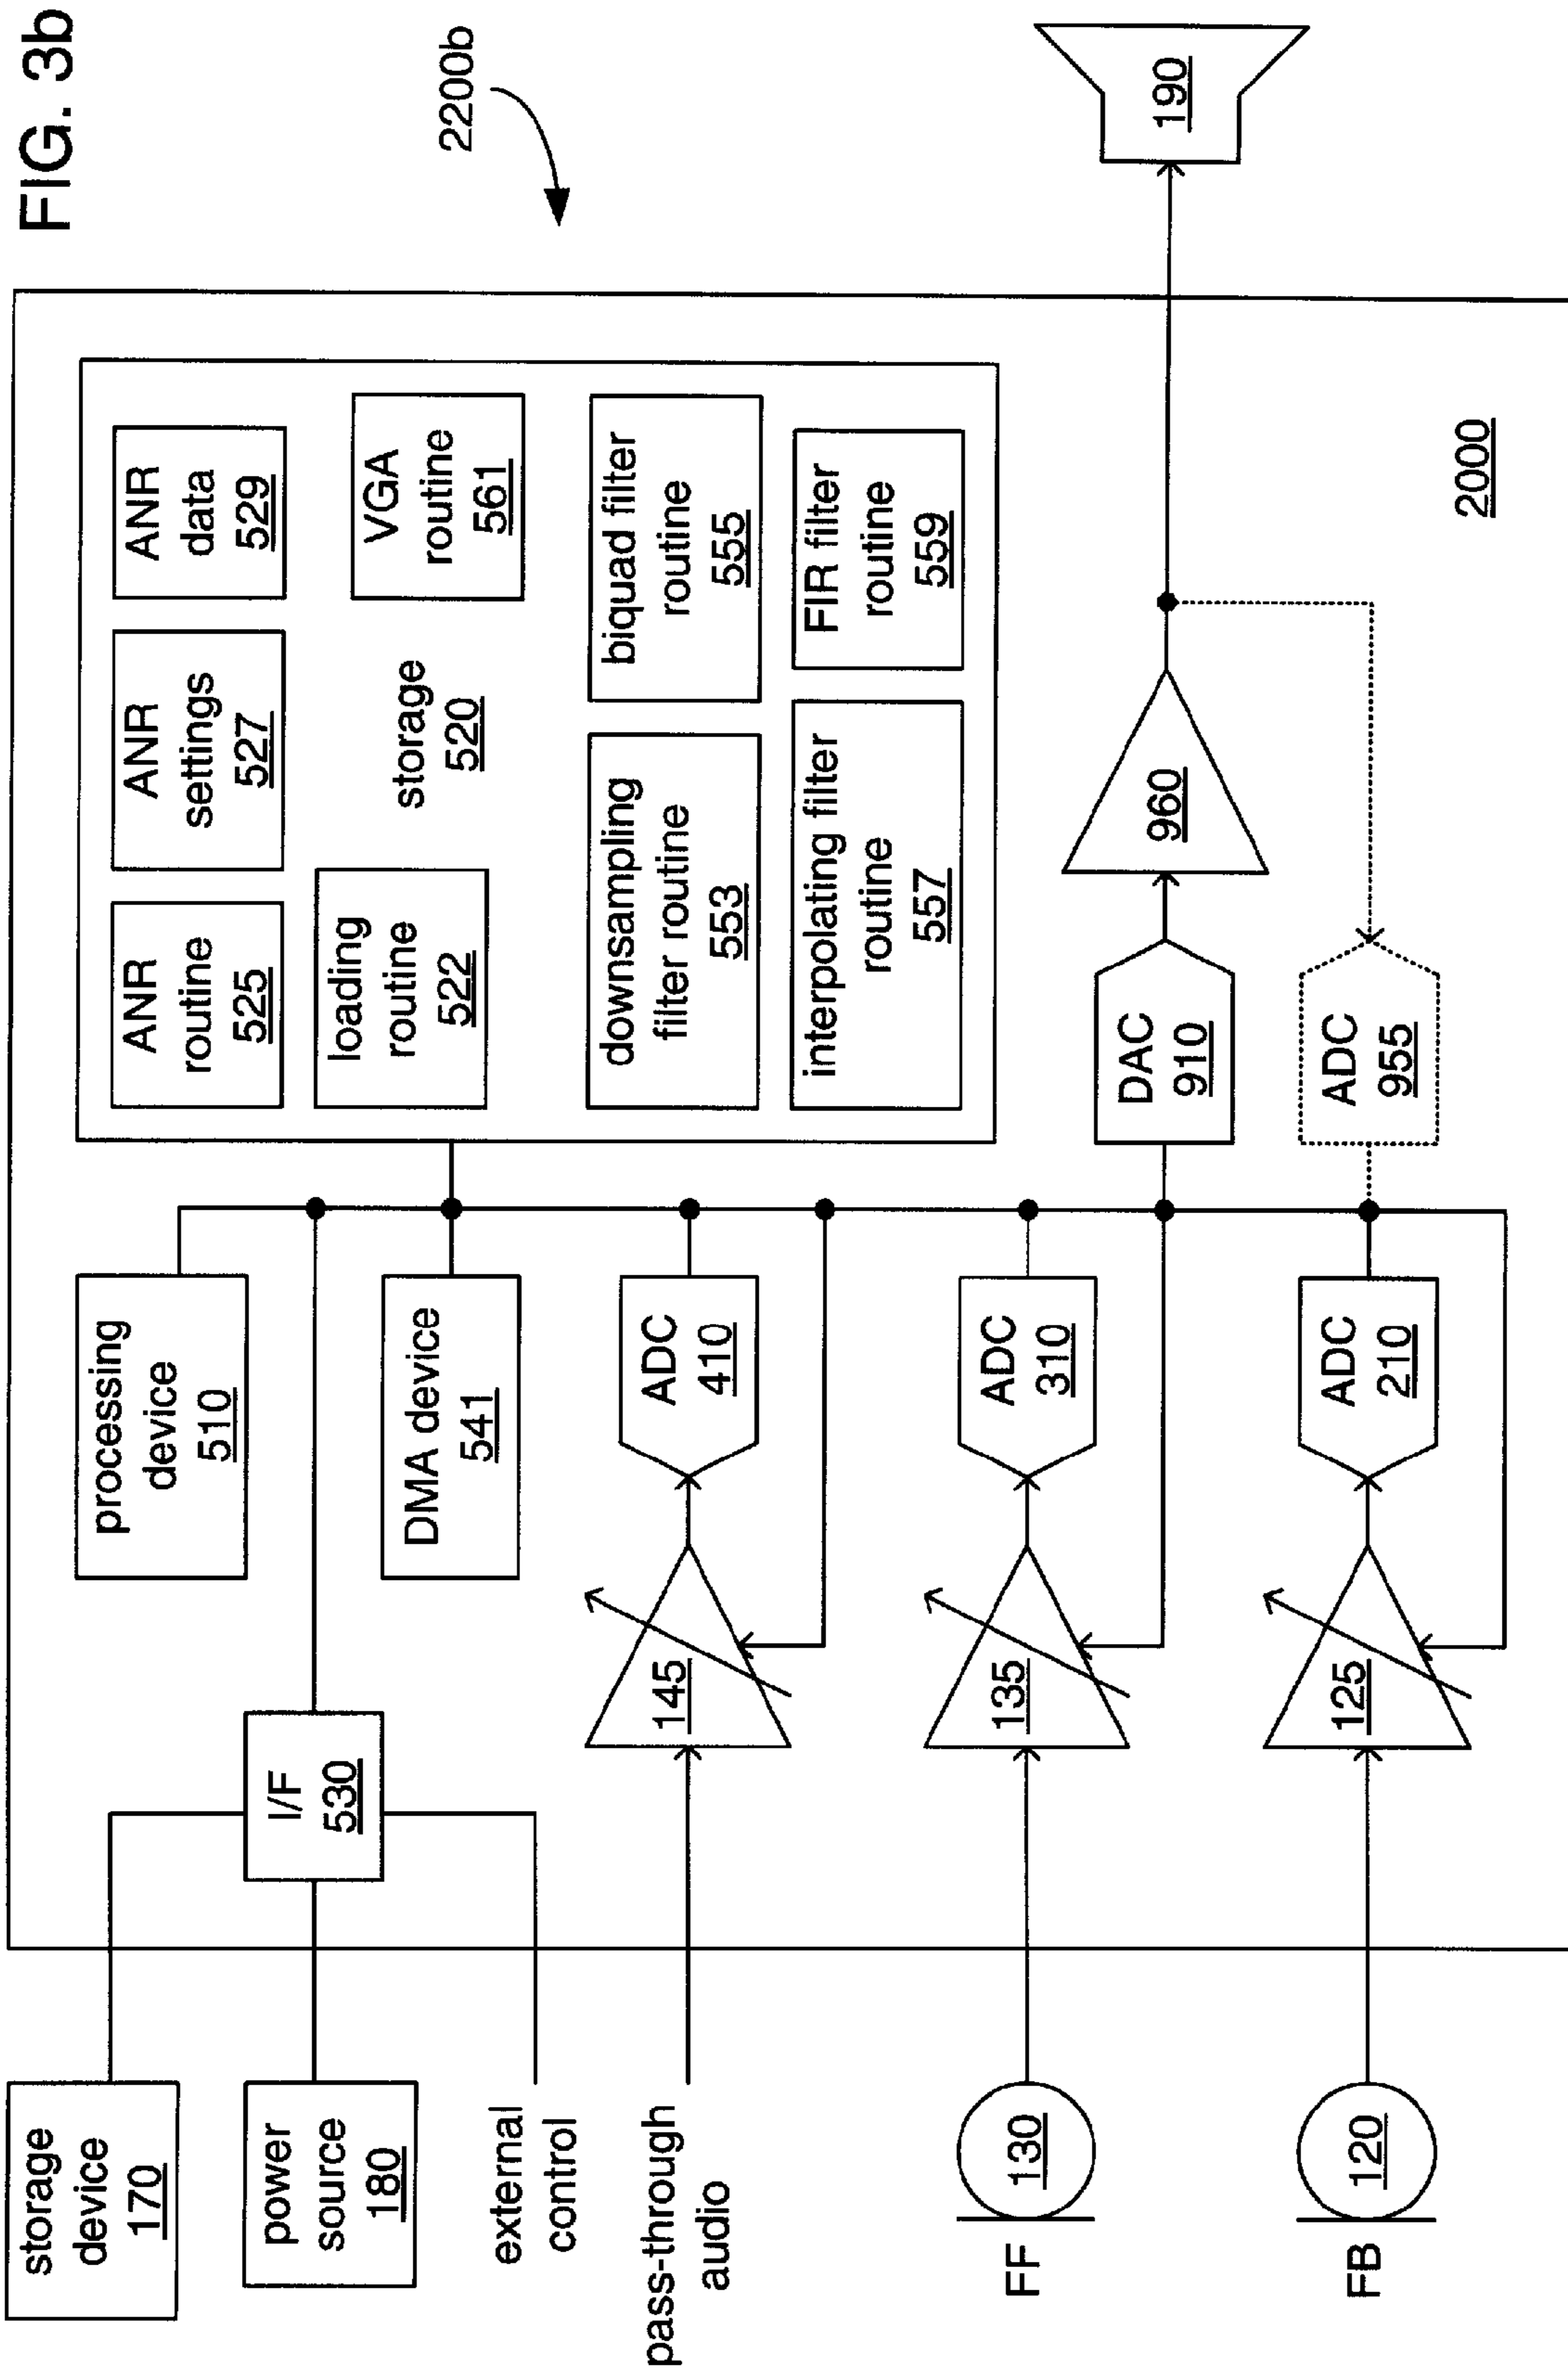 FIG. 3b
2200b
storage
device
170
power
source
180
external
control
pass-through
audio
FF
130
FB
120
I/F
530
processing
device
510
DMA device
541
145
ADC
410
135
ADC
310
125
ADC
210
ANR
routine
525
ANR
settings
527
ANR
data
529
loading
routine
522
storage
520
VGA
routine
561
downsampling
filter routine
553
biquad filter
routine
555
interpolating filter
routine
557
FIR filter
routine
559
DAC
910
ADC
955
960
190
2000